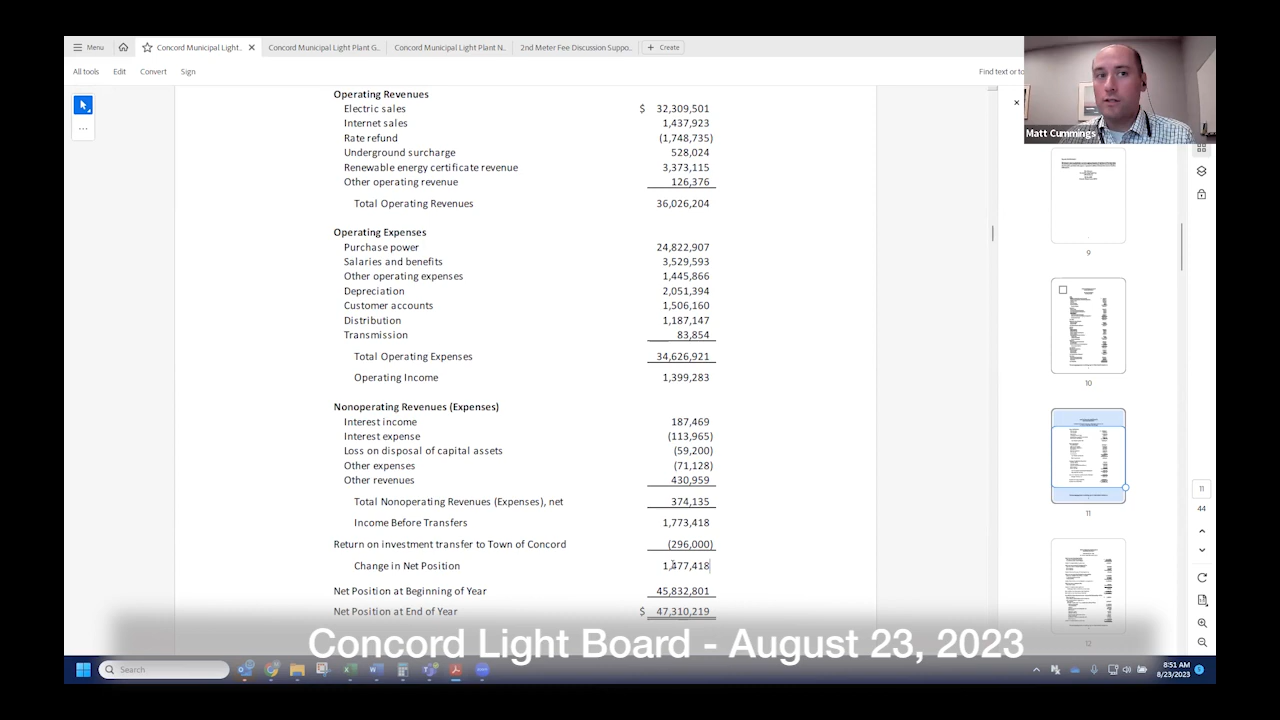 Menu
Concord Municipal Light...
Concord Municipal Light Plant G...
Concord Municipal Light Plant N...
2nd Meter Fee Discussion Suppo...
+ Create
All tools Edit Convert Sign
Find text or to
Matt Cummings
Operating Revenues
Electric sales $ 32,309,501
Internet sales 1,437,923
Rate refund (1,748,735)
Underground surcharge 528,024
Renewable energy certificate revenue 3,373,115
Other operating revenue 126,376
Total Operating Revenues 36,026,204
Operating Expenses
Purchase power 24,822,907
Salaries and benefits 3,529,593
Other operating expenses 1,445,866
Depreciation 2,051,394
Customer accounts 1,506,160
Distribution 1,187,147
Transmission 83,854
Total Operating Expenses 34,626,921
Operating Income 1,399,283
Nonoperating Revenues (Expenses)
Interest income 187,469
Interest expense (113,965)
Loss on disposal of capital assets (59,200)
Other expenses (71,128)
Other revenues 430,959
Total Nonoperating Revenues (Expenses), net 374,135
Income Before Transfers 1,773,418
Return on investment transfer to Town of Concord (296,000)
Change in Net Position 1,477,418
Net Position at Beginning of Year 45,832,801
Net Position at End of Year $ 47,310,219
9
10
11
12
11
44
Concord Light Board - August 23, 2023
Search
8:51 AM
8/23/2023